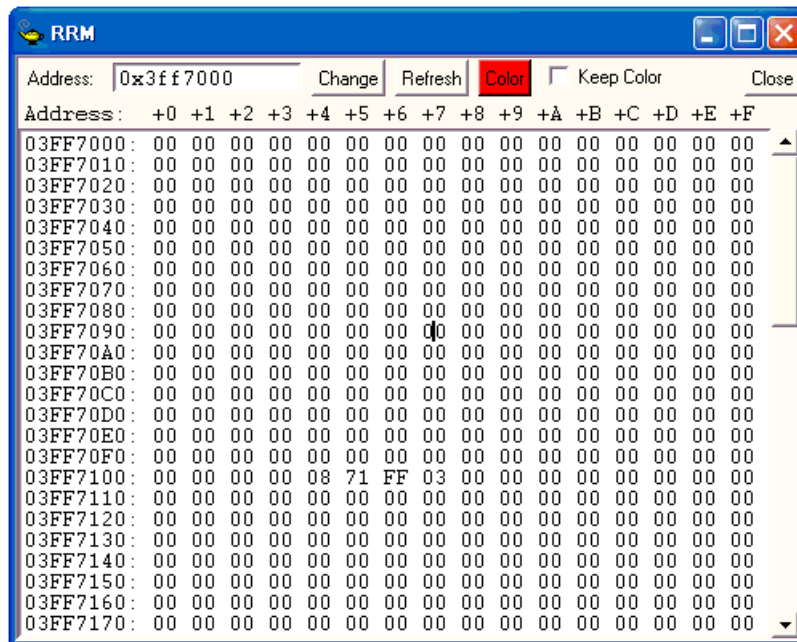 RRM
Address: 0x3ff7000 Change Refresh Color Keep Color Close
Address: +0 +1 +2 +3 +4 +5 +6 +7 +8 +9 +A +B +C +D +E +F
03FF7000: 00 00 00 00 00 00 00 00 00 00 00 00 00 00 00 00
03FF7010: 00 00 00 00 00 00 00 00 00 00 00 00 00 00 00 00
03FF7020: 00 00 00 00 00 00 00 00 00 00 00 00 00 00 00 00
03FF7030: 00 00 00 00 00 00 00 00 00 00 00 00 00 00 00 00
03FF7040: 00 00 00 00 00 00 00 00 00 00 00 00 00 00 00 00
03FF7050: 00 00 00 00 00 00 00 00 00 00 00 00 00 00 00 00
03FF7060: 00 00 00 00 00 00 00 00 00 00 00 00 00 00 00 00
03FF7070: 00 00 00 00 00 00 00 00 00 00 00 00 00 00 00 00
03FF7080: 00 00 00 00 00 00 00 00 00 00 00 00 00 00 00 00
03FF7090: 00 00 00 00 00 00 00 00 00 00 00 00 00 00 00 00
03FF70A0: 00 00 00 00 00 00 00 00 00 00 00 00 00 00 00 00
03FF70B0: 00 00 00 00 00 00 00 00 00 00 00 00 00 00 00 00
03FF70C0: 00 00 00 00 00 00 00 00 00 00 00 00 00 00 00 00
03FF70D0: 00 00 00 00 00 00 00 00 00 00 00 00 00 00 00 00
03FF70E0: 00 00 00 00 00 00 00 00 00 00 00 00 00 00 00 00
03FF70F0: 00 00 00 00 00 00 00 00 00 00 00 00 00 00 00 00
03FF7100: 00 00 00 00 08 71 FF 03 00 00 00 00 00 00 00 00
03FF7110: 00 00 00 00 00 00 00 00 00 00 00 00 00 00 00 00
03FF7120: 00 00 00 00 00 00 00 00 00 00 00 00 00 00 00 00
03FF7130: 00 00 00 00 00 00 00 00 00 00 00 00 00 00 00 00
03FF7140: 00 00 00 00 00 00 00 00 00 00 00 00 00 00 00 00
03FF7150: 00 00 00 00 00 00 00 00 00 00 00 00 00 00 00 00
03FF7160: 00 00 00 00 00 00 00 00 00 00 00 00 00 00 00 00
03FF7170: 00 00 00 00 00 00 00 00 00 00 00 00 00 00 00 00